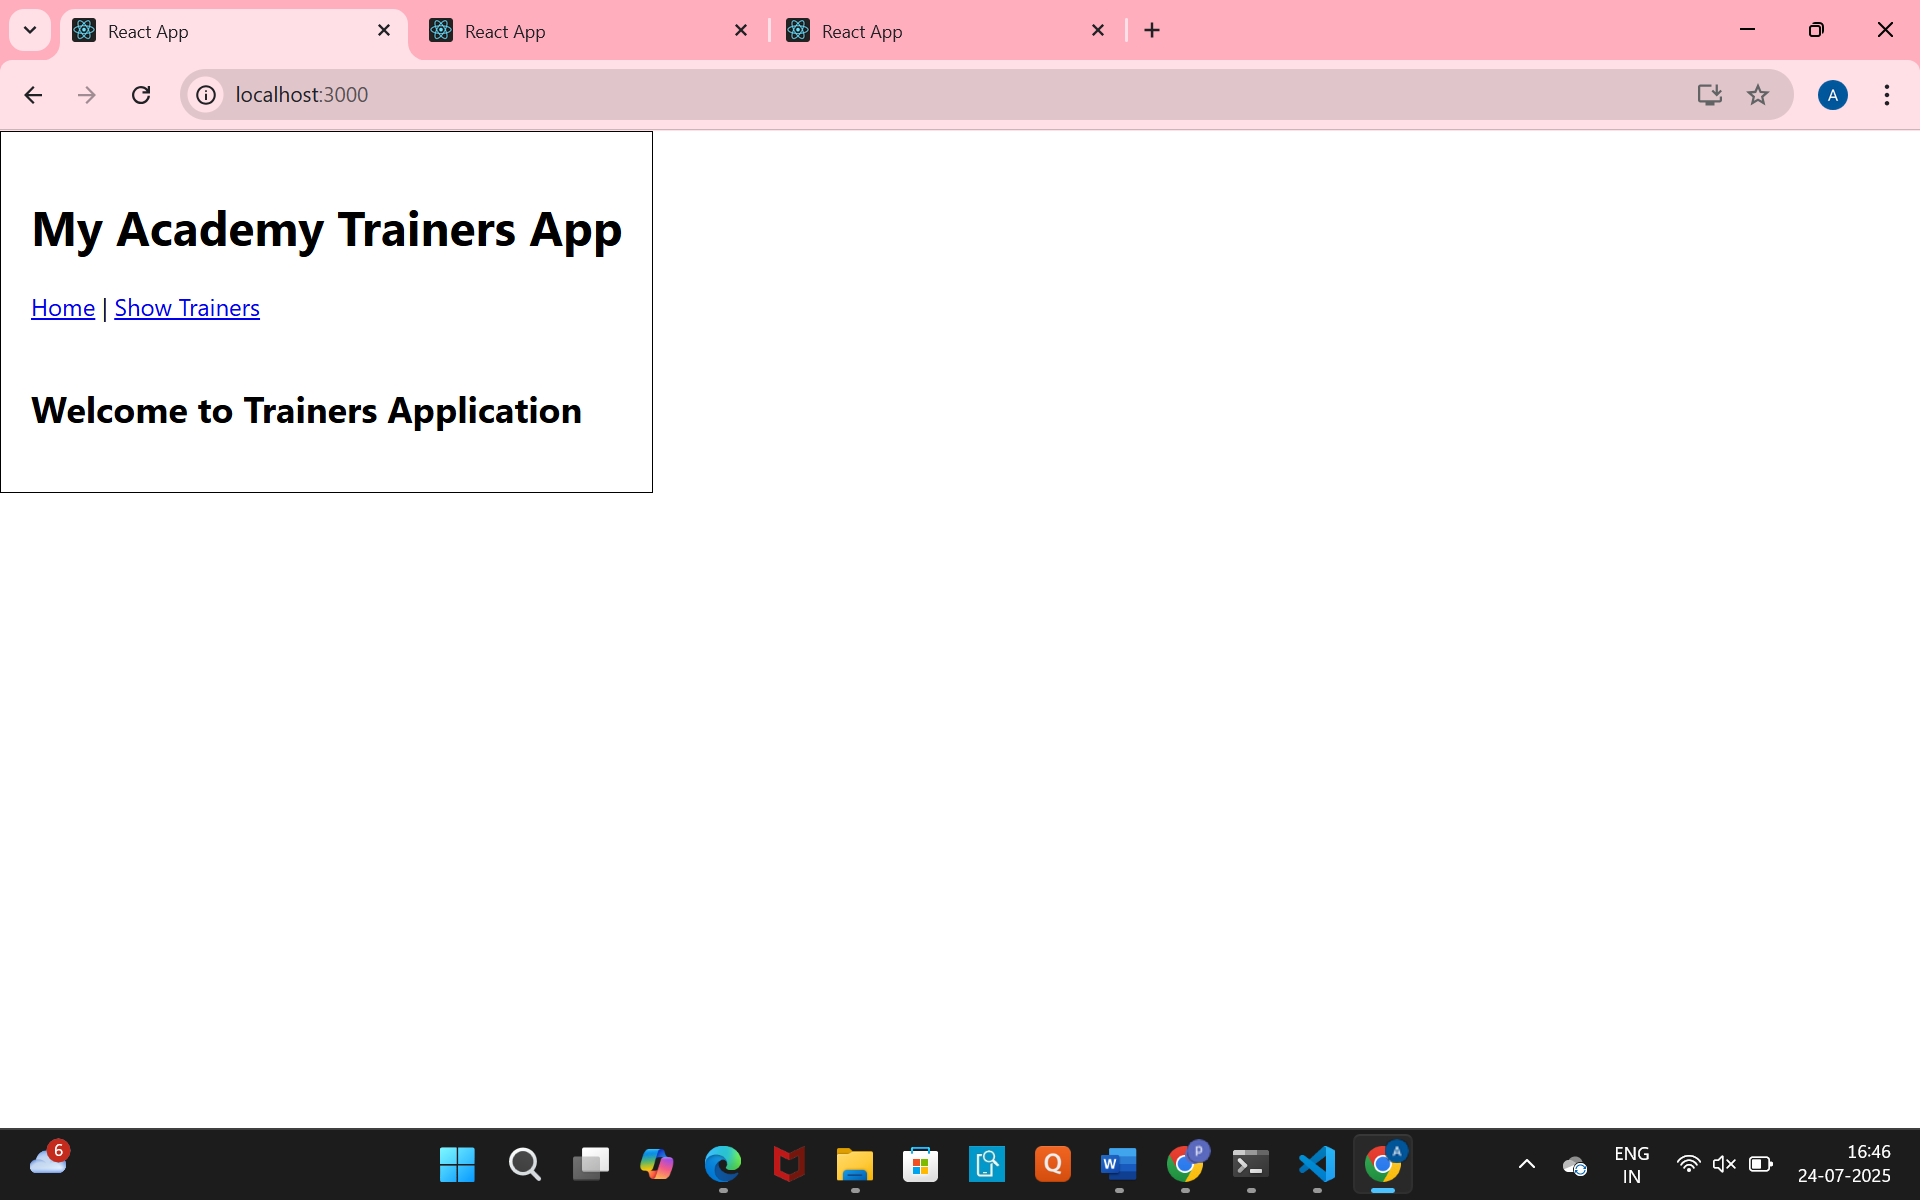 React App
React App
React App
localhost:3000
A
My Academy Trainers App
Home | Show Trainers
Welcome to Trainers Application
6
Q
W
P
A
ENG
IN
16:46
24-07-2025